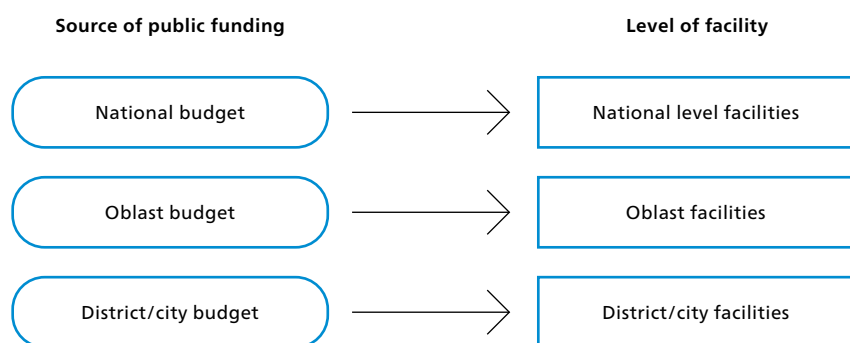 Source of public funding
Level of facility
National budget
National level facilities
Oblast budget
Oblast facilities
District/city budget
District/city facilities